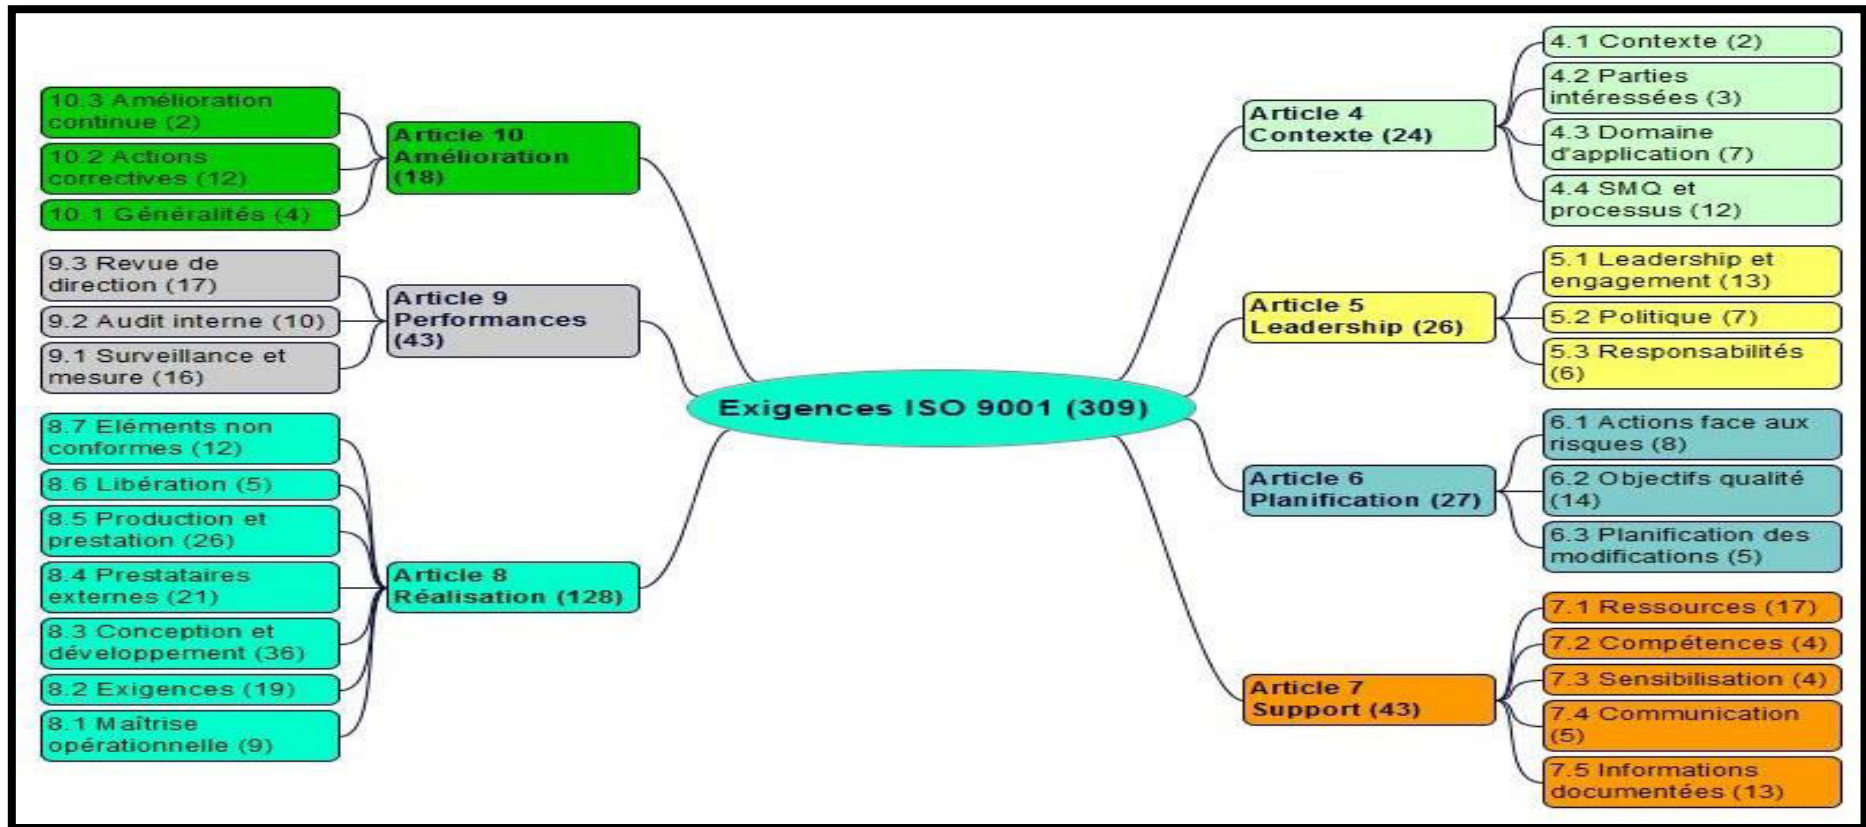 Exigences ISO 9001 (309)
Article 4
Contexte (24)
4.1 Contexte (2)
4.2 Parties
intéressées (3)
4.3 Domaine
d'application (7)
4.4 SMQ et
processus (12)
Article 5
Leadership (26)
5.1 Leadership et
engagement (13)
5.2 Politique (7)
5.3 Responsabilités
(6)
Article 6
Planification (27)
6.1 Actions face aux
risques (8)
6.2 Objectifs qualité
(14)
6.3 Planification des
modifications (5)
Article 7
Support (43)
7.1 Ressources (17)
7.2 Compétences (4)
7.3 Sensibilisation (4)
7.4 Communication
(5)
7.5 Informations
documentées (13)
Article 10
Amélioration
(18)
10.3 Amélioration
continue (2)
10.2 Actions
correctives (12)
10.1 Généralités (4)
Article 9
Performances
(43)
9.3 Revue de
direction (17)
9.2 Audit interne (10)
9.1 Surveillance et
mesure (16)
Article 8
Réalisation (128)
8.7 Eléments non
conformes (12)
8.6 Libération (5)
8.5 Production et
prestation (26)
8.4 Prestataires
externes (21)
8.3 Conception et
développement (36)
8.2 Exigences (19)
8.1 Maîtrise
opérationnelle (9)